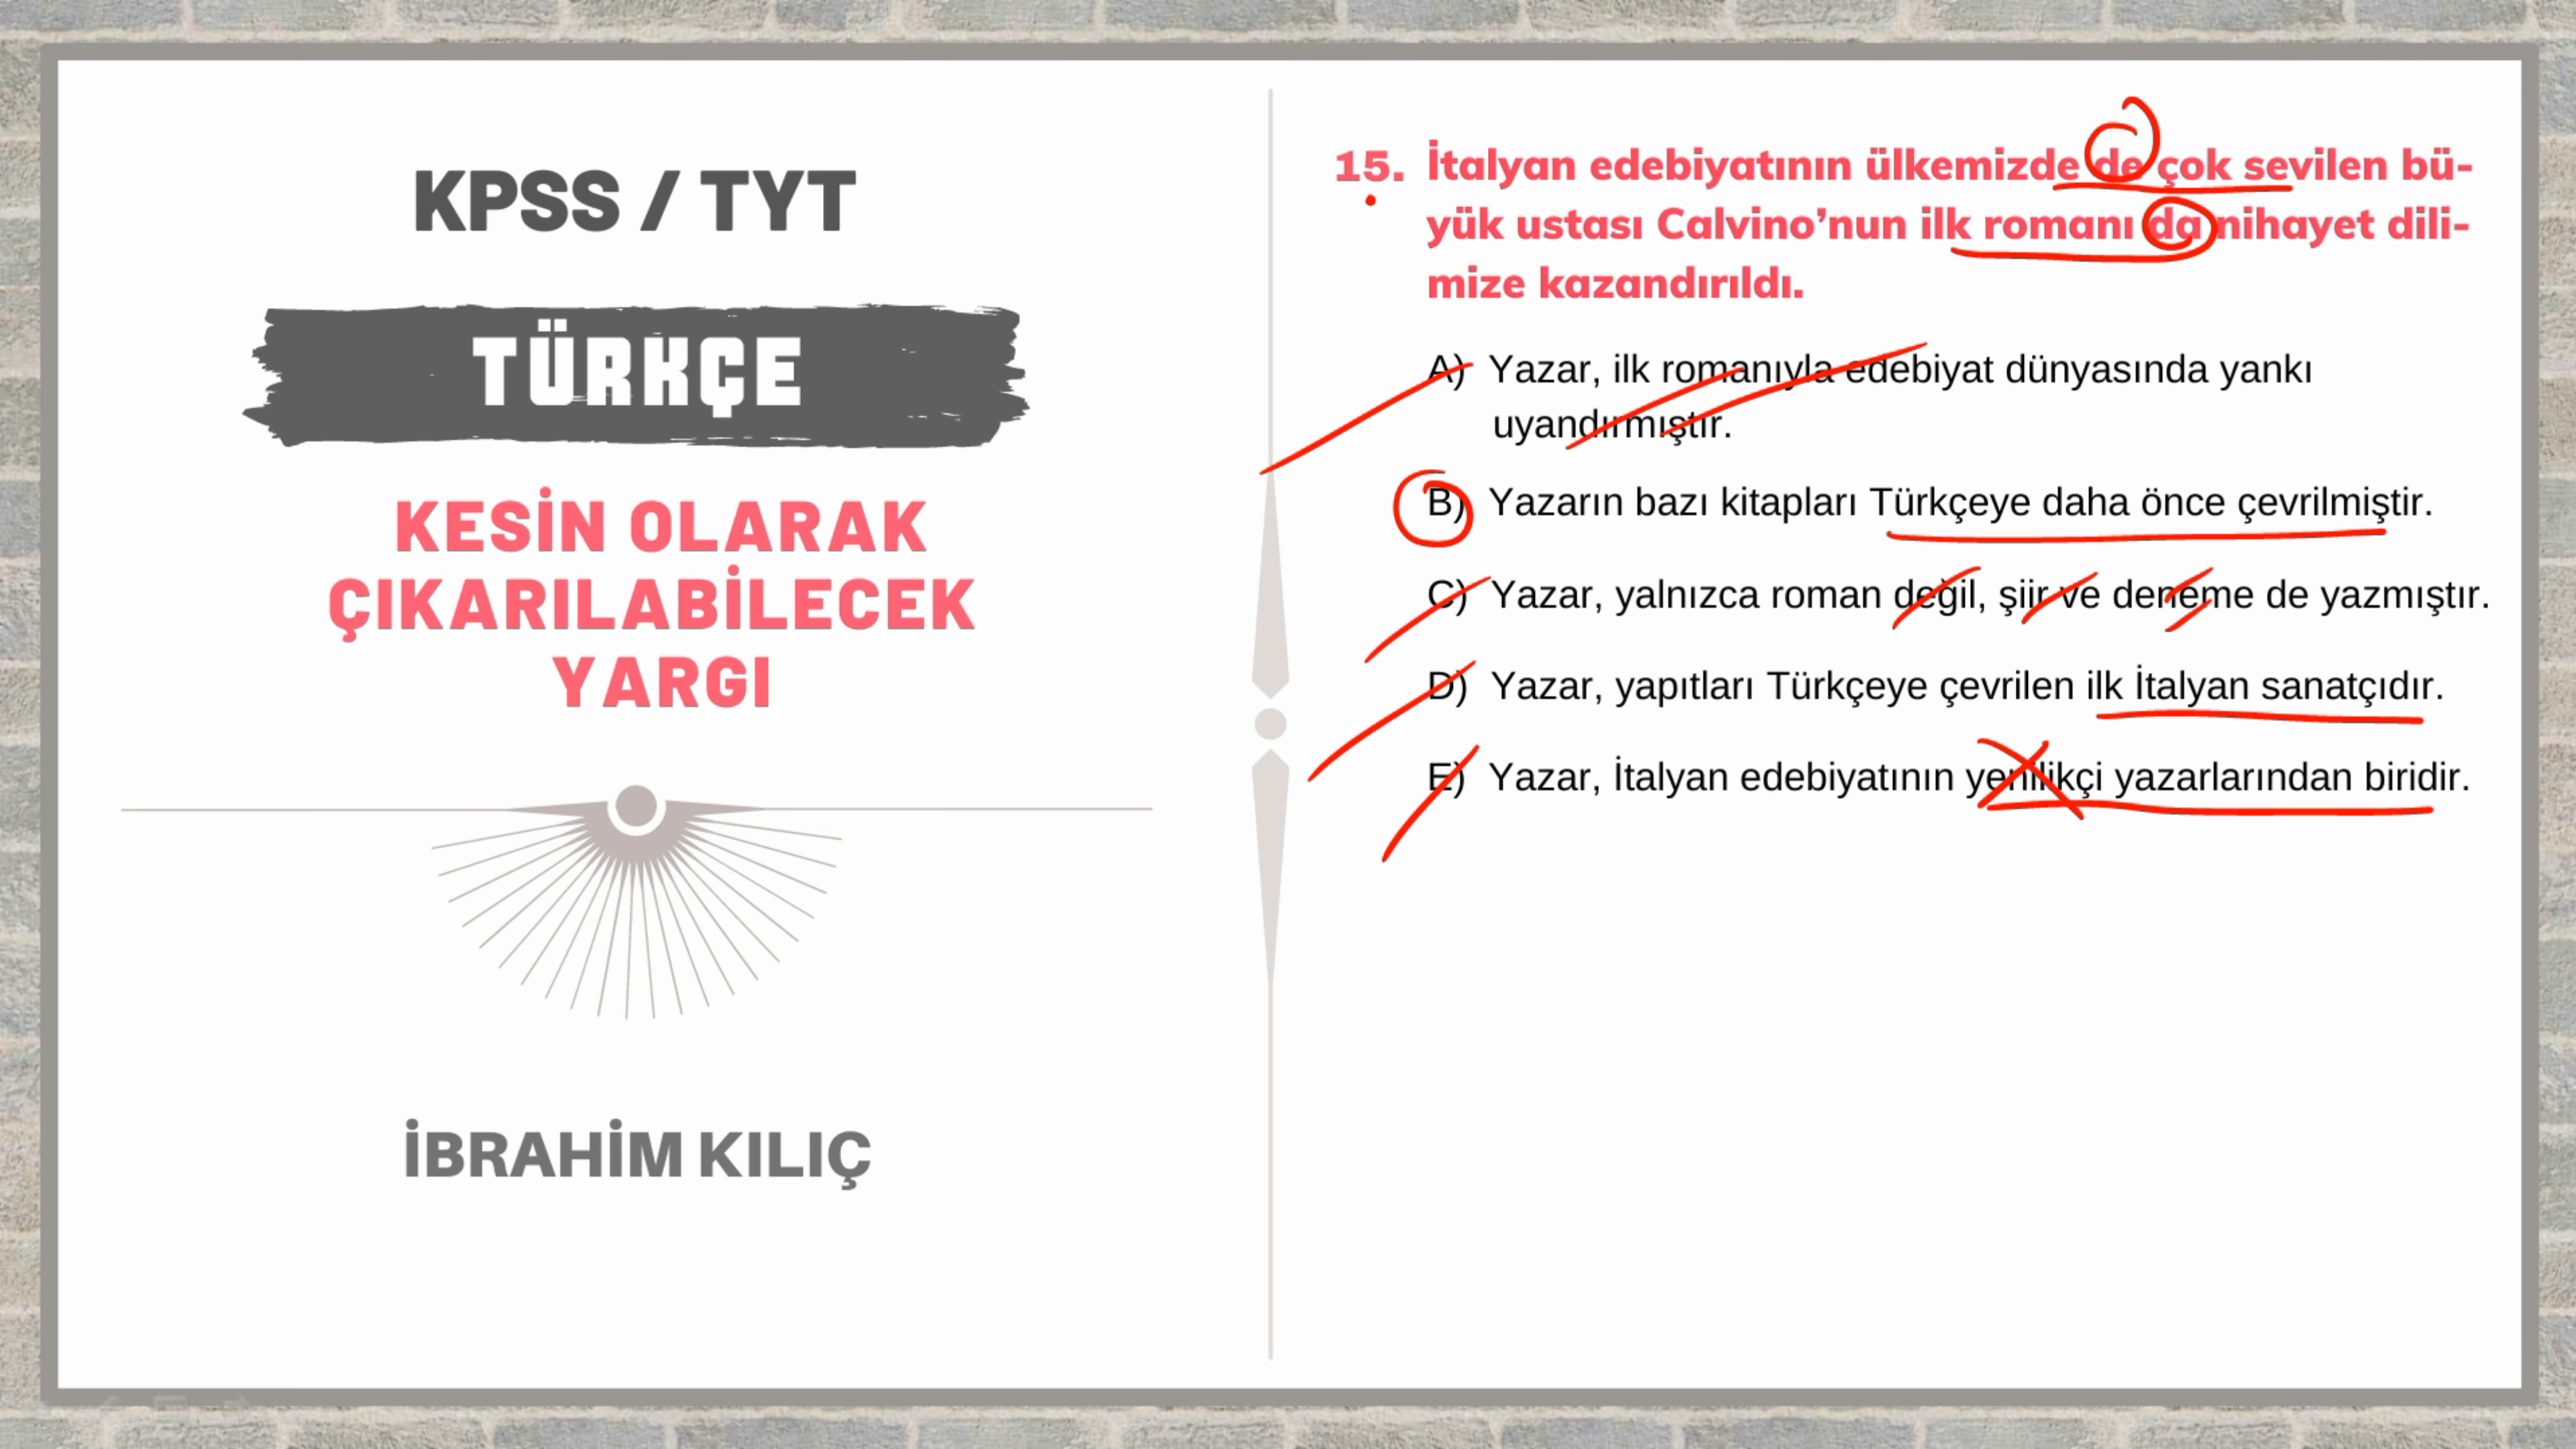 KPSS / TYT
TÜRKÇE
KESİN OLARAK
ÇIKARILABİLECEK
YARGI
İBRAHİM KILIÇ
15. İtalyan edebiyatının ülkemizde de çok sevilen bü-
yük ustası Calvino’nun ilk romanı da nihayet dili-
mize kazandırıldı.
A) Yazar, ilk romanıyla edebiyat dünyasında yankı
uyandırmıştır.
B) Yazarın bazı kitapları Türkçeye daha önce çevrilmiştir.
C) Yazar, yalnızca roman değil, şiir ve deneme de yazmıştır.
D) Yazar, yapıtları Türkçeye çevrilen ilk İtalyan sanatçıdır.
E) Yazar, İtalyan edebiyatının yenilikçi yazarlarından biridir.